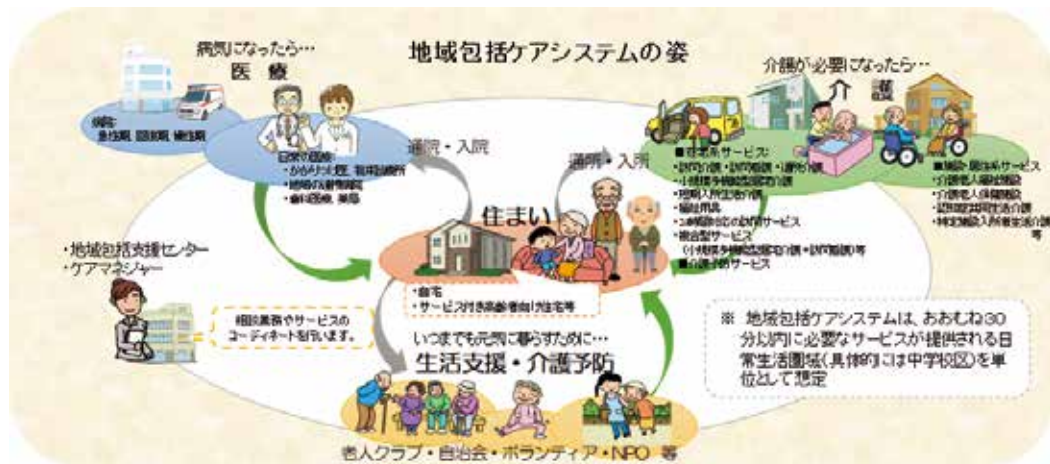 地域包括ケアシステムの姿
病気になったら…
医 療
病院:
急性期、回復期、慢性期
日常の医療:
・かかりつけ医、有床診療所
・地域の連携病院
・歯科医療、薬局
通院・入院
通所・入所
介護が必要になったら…
介 護
■在宅系サービス:
・訪問介護・訪問看護・通所介護
・小規模多機能型居宅介護
・短期入所生活介護
・福祉用具
・24時間対応の訪問サービス
・複合型サービス
(小規模多機能型居宅介護+訪問看護)等
■介護予防サービス
■施設・居住系サービス
・介護老人福祉施設
・介護老人保健施設
・認知症共同生活介護
・特定施設入所者生活介護
等
住まい
・自宅
・サービス付き高齢者向け住宅等
・地域包括支援センター
・ケアマネジャー
相談業務やサービスの
コーディネートを行います。
いつまでも元気に暮らすために…
生活支援・介護予防
老人クラブ・自治会・ボランティア・NPO 等
※ 地域包括ケアシステムは、おおむね30
分以内に必要なサービスが提供される日
常生活圏域(具体的には中学校区)を単
位として想定